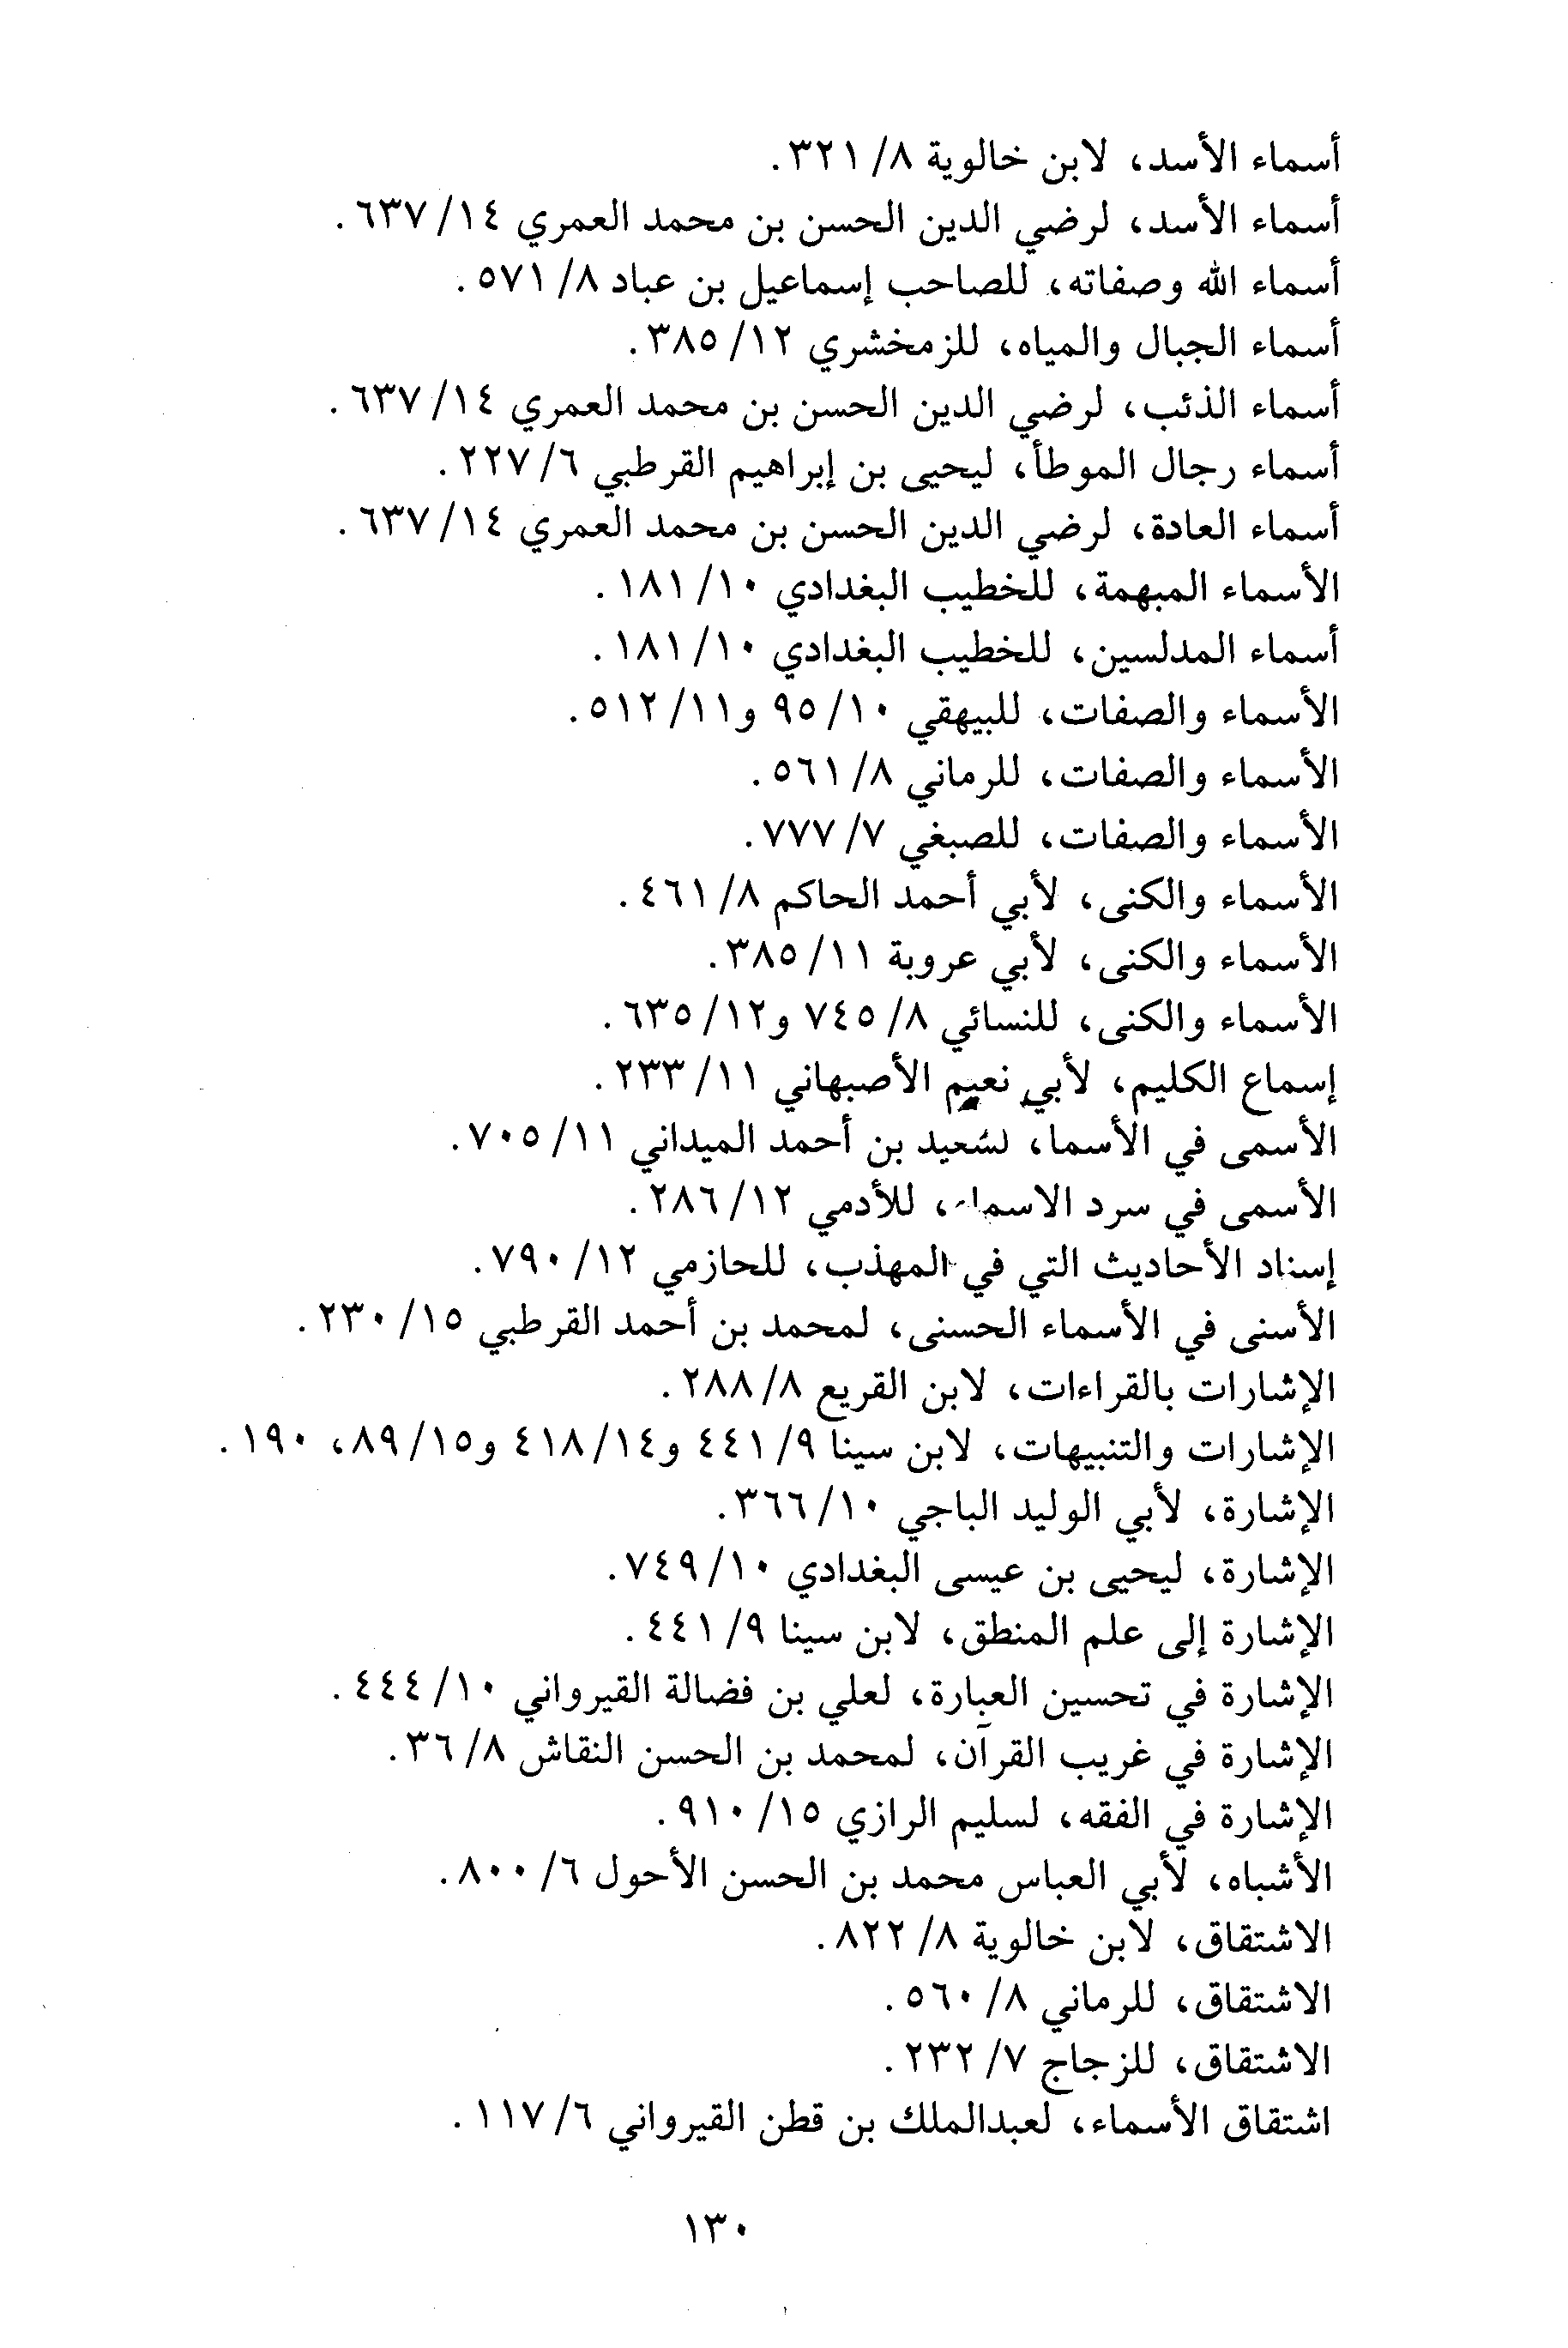 أسماء الأسد، لابن خالوية ٨/ ٣٢١.
أسماء الأسد، لرضي الدين الحسن بن محمد العمري ١٤/ ٦٣٧.
أسماء الله وصفاته، للصاحب إسماعيل بن عباد ٨/ ٥٧١.
أسماء الجبال والمياه، للزمخشري ١٢/ ٣٨٥.
أسماء الذئب، لرضي الدين الحسن بن محمد العمري ١٤/ ٦٣٧.
أسماء رجال الموطأ، ليحيى بن إبراهيم القرطبي ٦/ ٢٢٧.
أسماء العادة، لرضي الدين الحسن بن محمد العمري ١٤/ ٦٣٧.
الأسماء المبهمة، للخطيب البغدادي ١٠/ ١٨١.
أسماء المدلسين، للخطيب البغدادي ١٠/ ١٨١.
الأسماء والصفات، للبيهقي ١٠/ ٩٥ و١١/ ٥١٢.
الأسماء والصفات، للرماني ٨/ ٥٦١.
الأسماء والصفات، للصبغي ٧/ ٧٧٧.
الأسماء والكنى، لأبي أحمد الحاكم ٨/ ٤٦١.
الأسماء والكنى، لأبي عروبة ١١/ ٣٨٥.
الأسماء والكنى، للنسائي ٨/ ٧٤٥ و١٢/ ٦٣٥.
إسماع الكليم، لأبي نعيم الأصبهاني ١١/ ٢٣٣.
الأسمى في الأسما، لسعيد بن أحمد الميداني ١١/ ٧٠٥.
الأسمى في سرد الاسماء، للأدمي ١٢/ ٢٨٦.
إسناد الأحاديث التي في المهذب، للحازمي ١٢/ ٧٩٠.
الأسنى في الأسماء الحسنى، لمحمد بن أحمد القرطبي ١٥/ ٢٣٠.
الإشارات بالقراءات، لابن القريع ٨/ ٢٨٨.
الإشارات والتنبيهات، لابن سينا ٩/ ٤٤١ و١٤/ ٤١٨ و١٥/ ٨٩، ١٩٠.
الإشارة، لأبي الوليد الباجي ١٠/ ٣٦٦.
الإشارة، ليحيى بن عيسى البغدادي ١٠/ ٧٤٩.
الإشارة إلى علم المنطق، لابن سينا ٩/ ٤٤١.
الإشارة في تحسين العبارة، لعلي بن فضالة القيرواني ١٠/ ٤٤٤.
الإشارة في غريب القرآن، لمحمد بن الحسن النقاش ٨/ ٣٦.
الإشارة في الفقه، لسليم الرازي ١٥/ ٩١٠.
الأشباه، لأبي العباس محمد بن الحسن الأحول ٦/ ٨٠٠.
الاشتقاق، لابن خالوية ٨/ ٨٢٢.
الاشتقاق، للرماني ٨/ ٥٦٠.
الاشتقاق، للزجاج ٧/ ٢٣٢.
اشتقاق الأسماء، لعبدالملك بن قطن القيرواني ٦/ ١١٧.
١٣٠